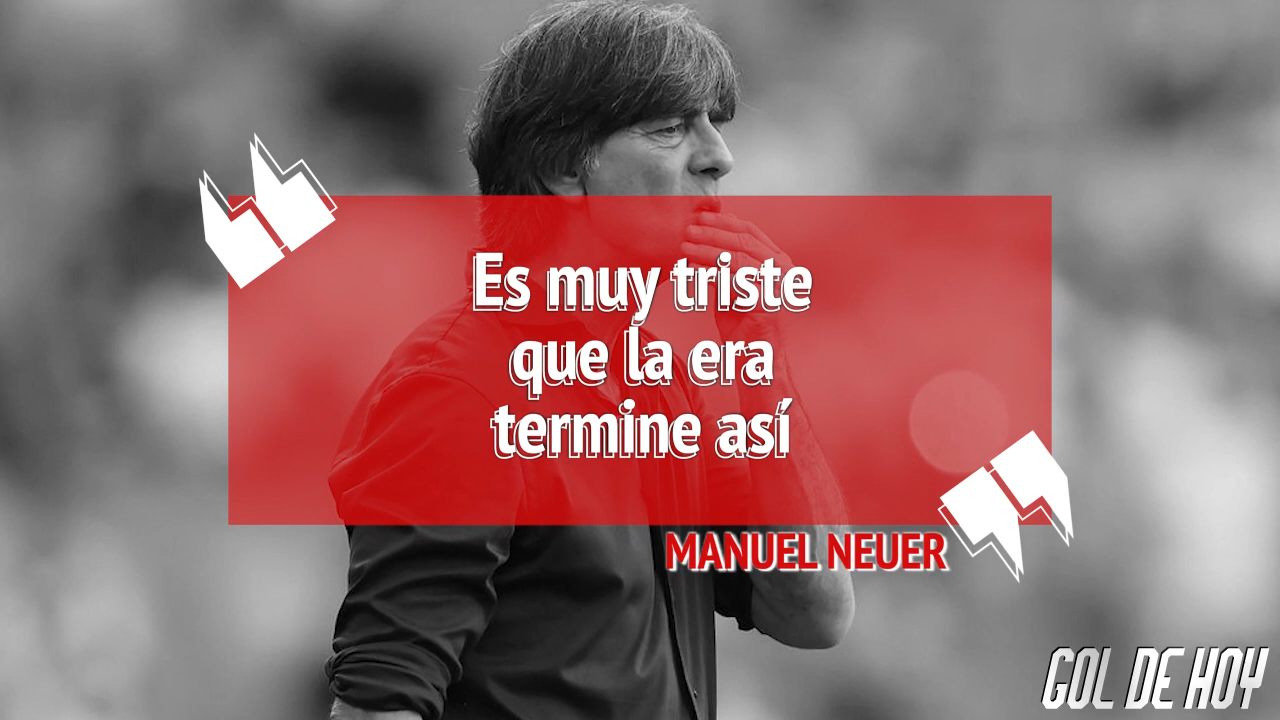 Es muy triste
que la era
termine así
MANUEL NEUER
GOL DE HOY